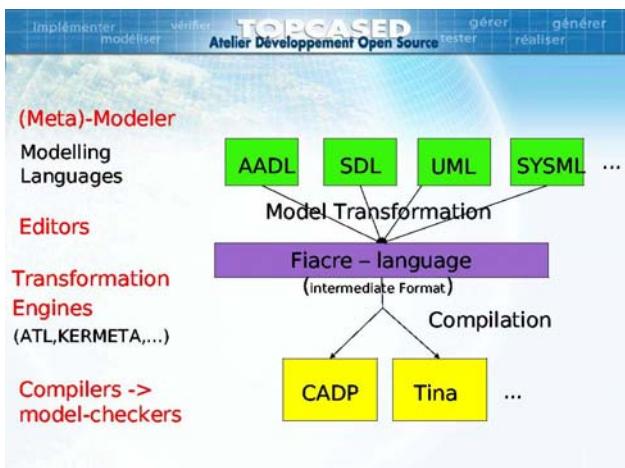 implémenter
modéliser
vérifier
TOPCASED
Atelier Développement Open Source
tester
gérer
réaliser
générer
(Meta)-Modeler
Modelling
Languages
AADL
SDL
UML
SYSML
...
Model Transformation
Editors
Fiacre – language
(intermediate Format)
Transformation
Engines
(ATL,KERMETA,...)
Compilation
Compilers ->
model-checkers
CADP
Tina
...